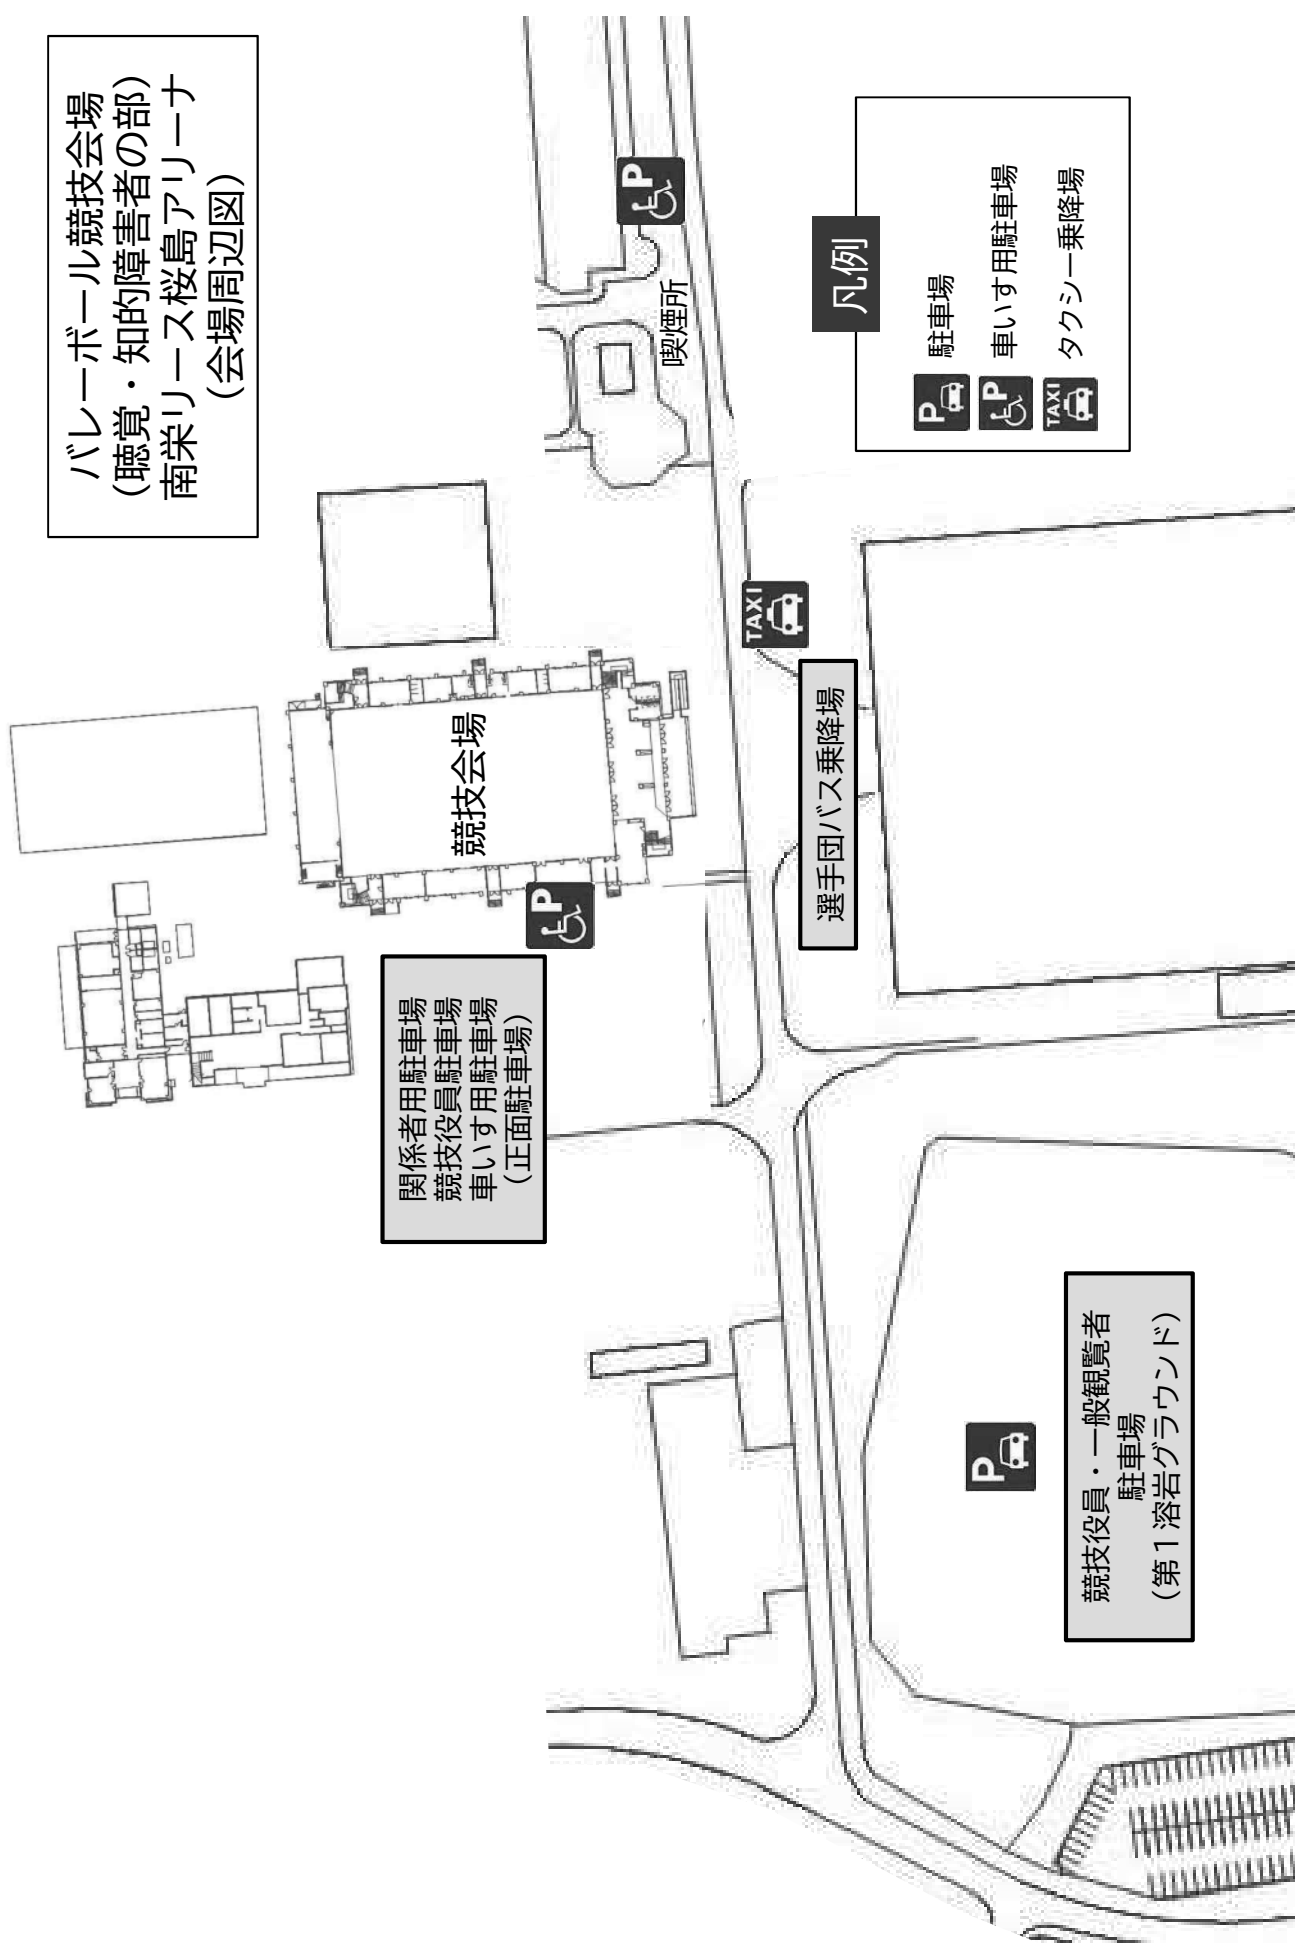 バレーボール競技会場
（聴覚・知的障害者の部）
南栄リース桜島アリーナ
（会場周辺図）
競技会場
関係者用駐車場
競技役員駐車場
車いす用駐車場
（正面駐車場）
P
P
喫煙所
TAXI
選手団バス乗降場
P
競技役員・一般観覧者
駐車場
（第１溶岩グラウンド）
凡例
P 駐車場
P 車いす用駐車場
TAXI タクシー乗降場